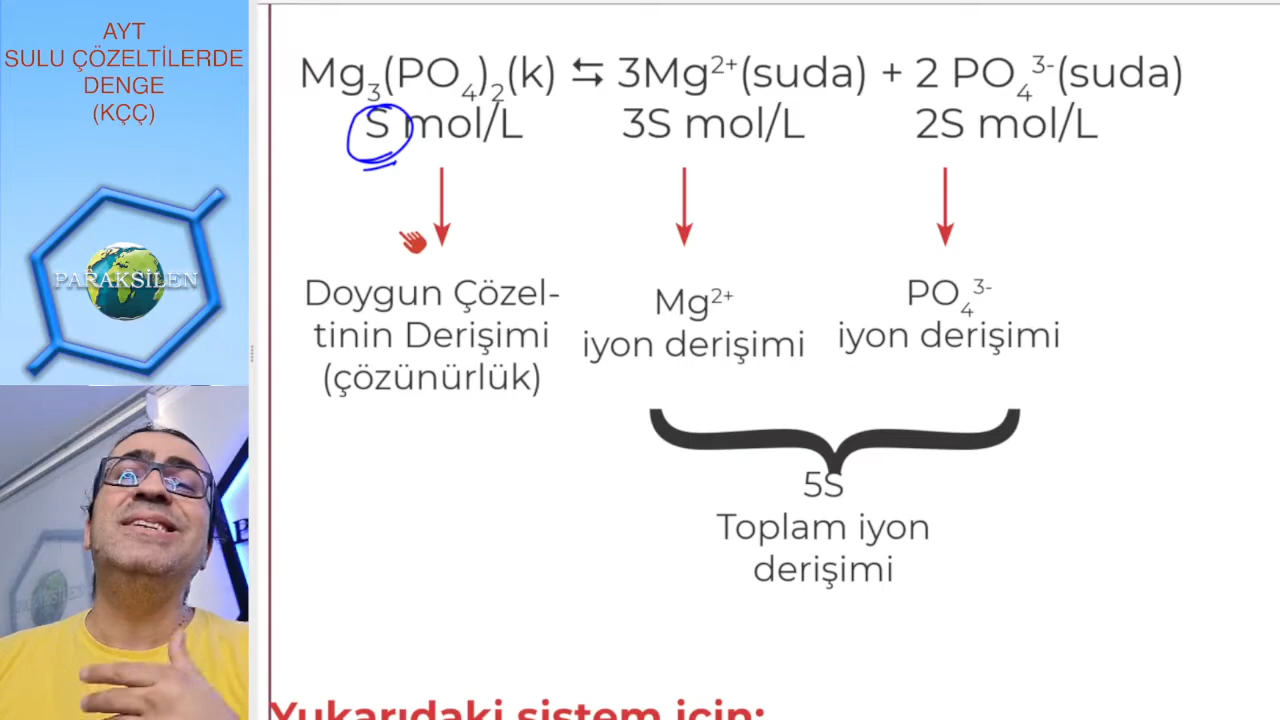 AYT
SULU ÇÖZELTİLERDE
DENGE
(KÇÇ)
PARAKSİLEN
Mg₃(PO₄)₂(k) ⇆ 3Mg²⁺(suda) + 2 PO₄³⁻(suda)
S mol/L 3S mol/L 2S mol/L
Doygun Çözel-
tinin Derişimi
(çözünürlük)
Mg²⁺
iyon derişimi
PO₄³⁻
iyon derişimi
5S
Toplam iyon
derişimi
Yukarıdaki sistem için: